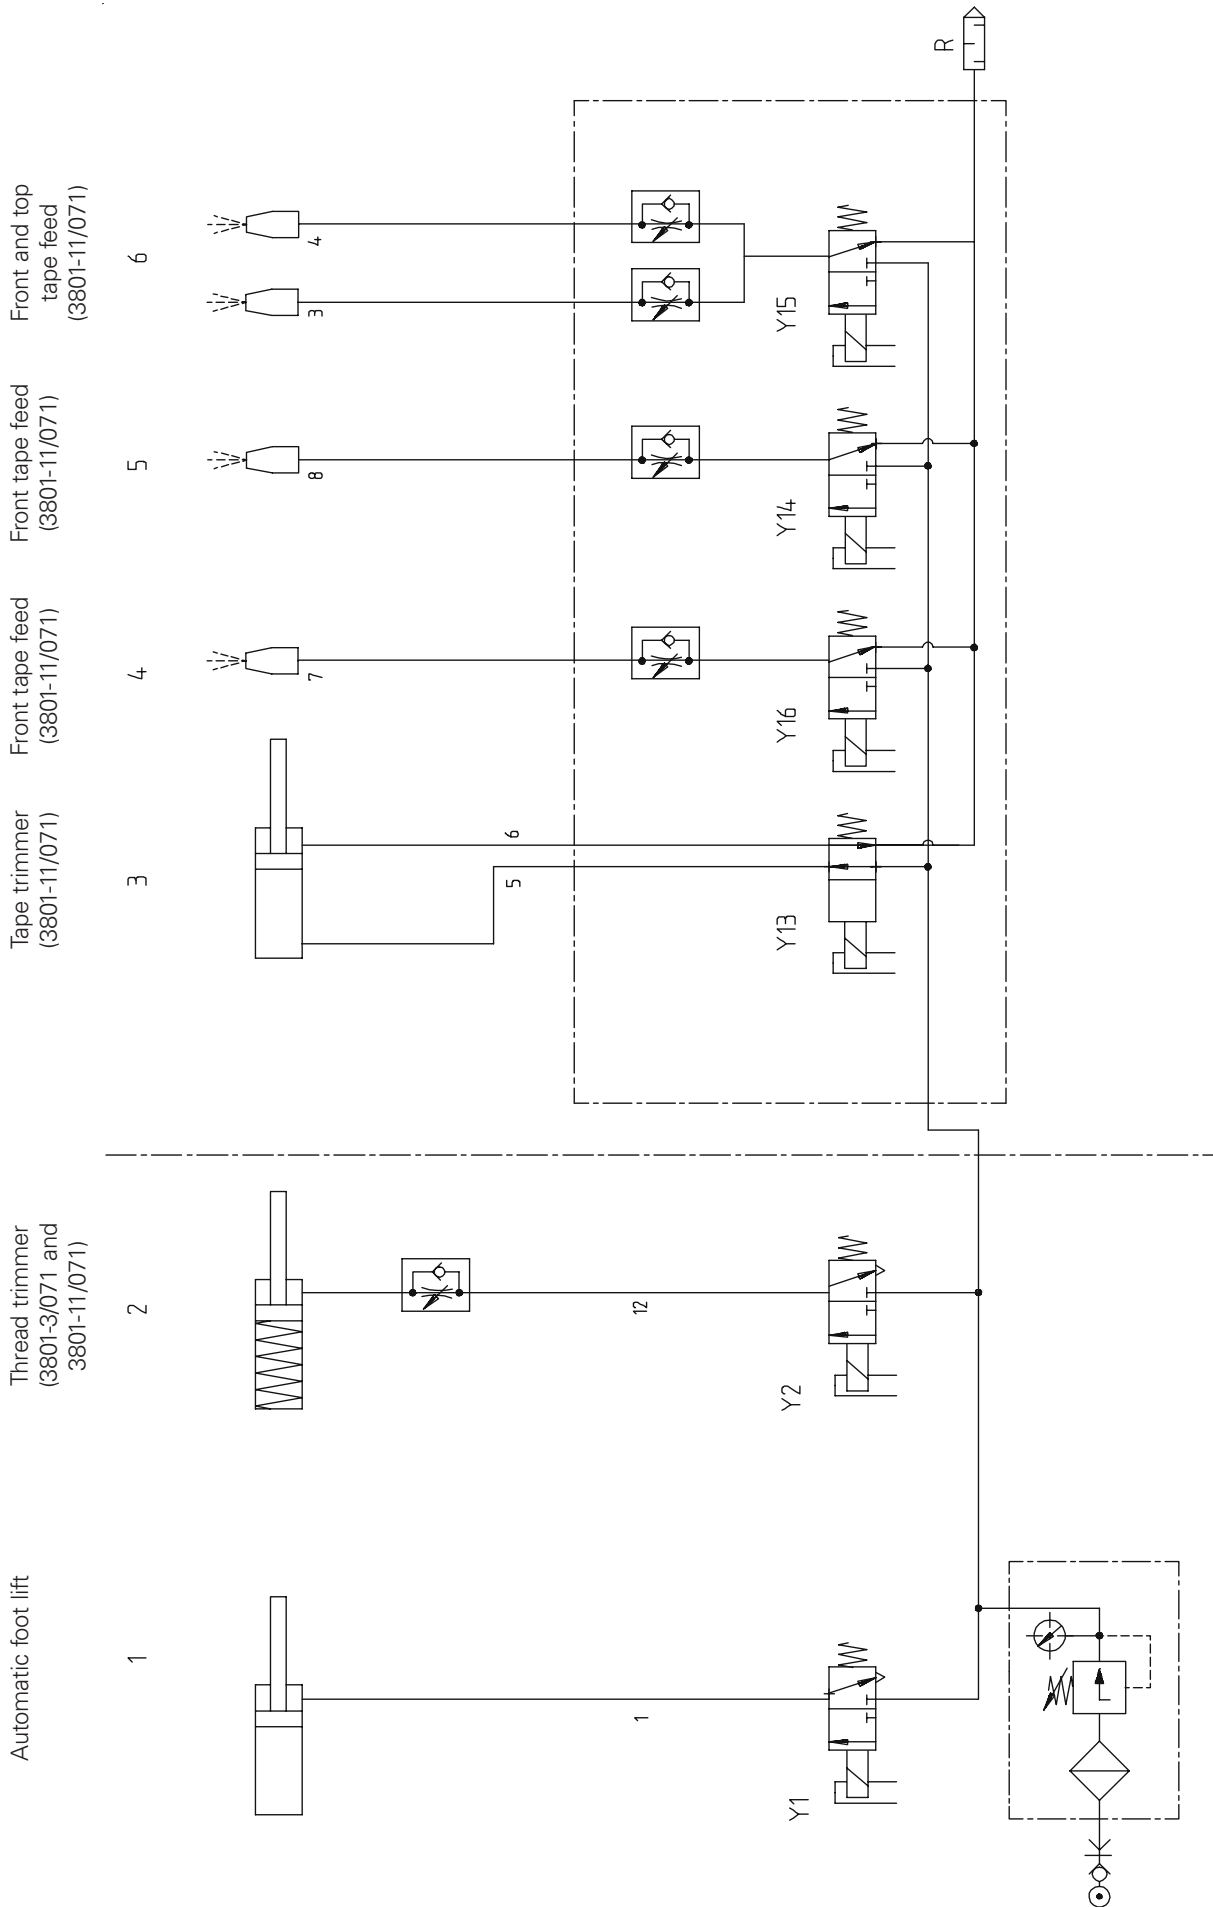 Automatic foot lift
1
Y1
1
Thread trimmer
(3801-3/071 and
3801-11/071)
2
12
Y2
Tape trimmer
(3801-11/071)
3
6
5
Y13
Front tape feed
(3801-11/071)
4
7
Y16
Front tape feed
(3801-11/071)
5
8
Y14
Front and top
tape feed
(3801-11/071)
6
3
4
Y15
R